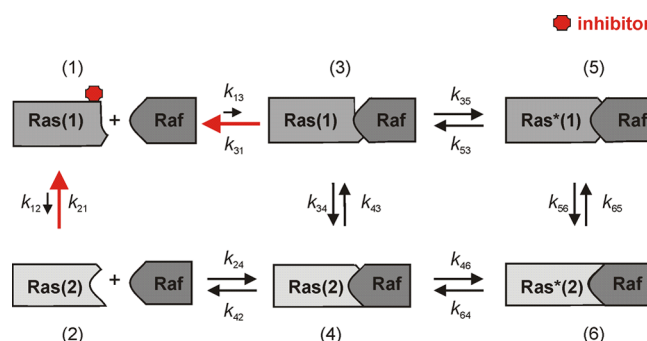 inhibitor
(1) (3) (5)
k13 k35
Ras(1) + Raf Ras(1) Raf Ras*(1) Raf
k31 k53
k12 k21 k34 k43 k56 k65
k24 k46
Ras(2) + Raf Ras(2) Raf Ras*(2) Raf
k42 k64
(2) (4) (6)